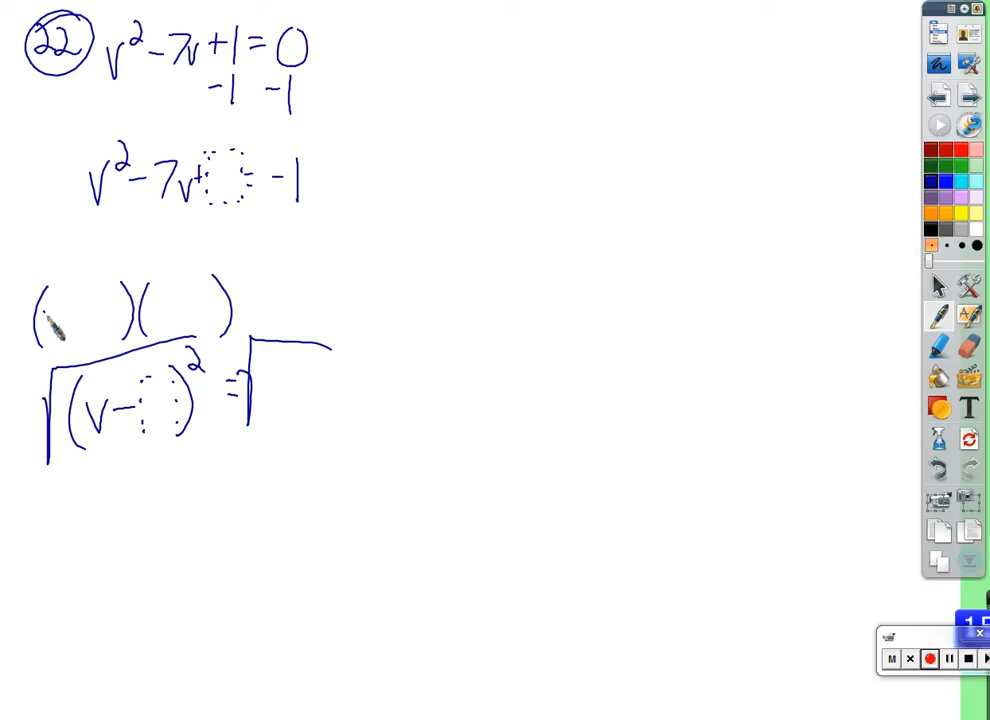 22 v² - 7v + 1 = 0
-1 -1
v² - 7v + = -1
( )( )
√(v - )² = √
M